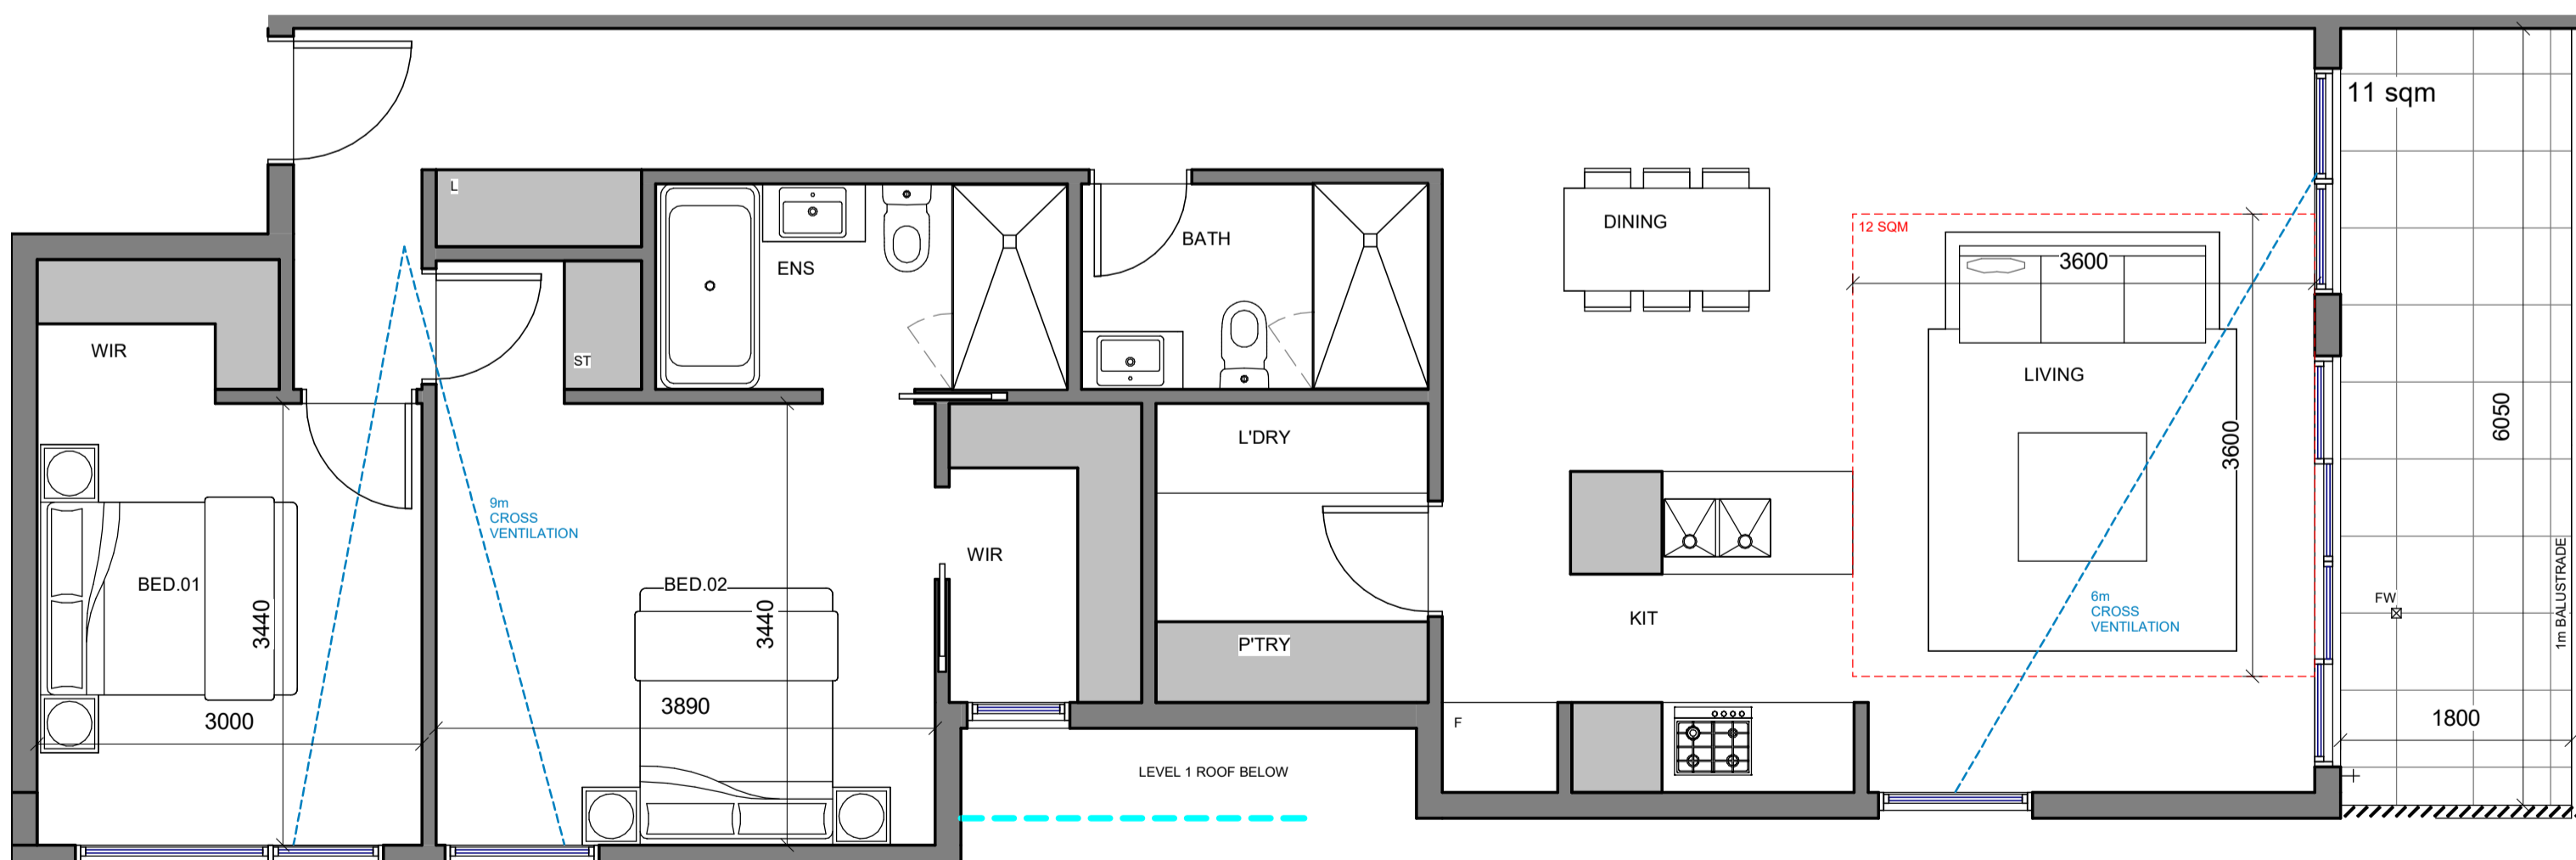 11 sqm
L
BATH
DINING
12 SQM
ENS
3600
WIR
ST
LIVING
6050
L'DRY
3600
9m
CROSS
VENTILATION
WIR
BED.01
BED.02
3440
3440
KIT
6m
CROSS
VENTILATION
FW
1m BALUSTRADE
P'TRY
3000
3890
F
1800
LEVEL 1 ROOF BELOW